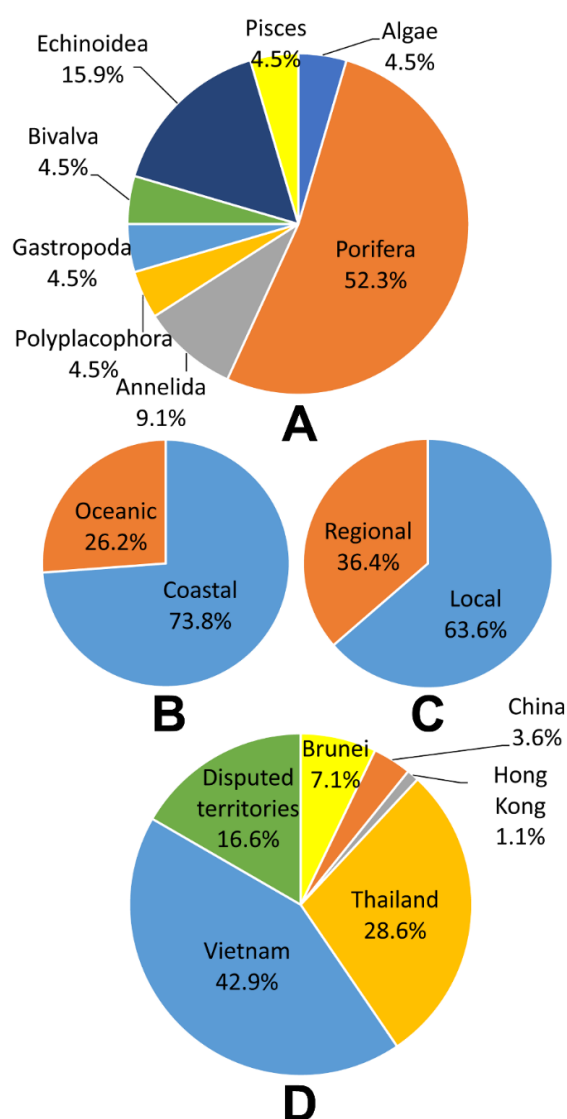 Pisces
4.5%
Algae
4.5%
Echinoidea
15.9%
Bivalva
4.5%
Gastropoda
4.5%
Polyplacophora
4.5%
Annelida
9.1%
Porifera
52.3%
A
Oceanic
26.2%
Coastal
73.8%
B
Regional
36.4%
Local
63.6%
C
Brunei
7.1%
China
3.6%
Hong
Kong
1.1%
Disputed
territories
16.6%
Thailand
28.6%
Vietnam
42.9%
D